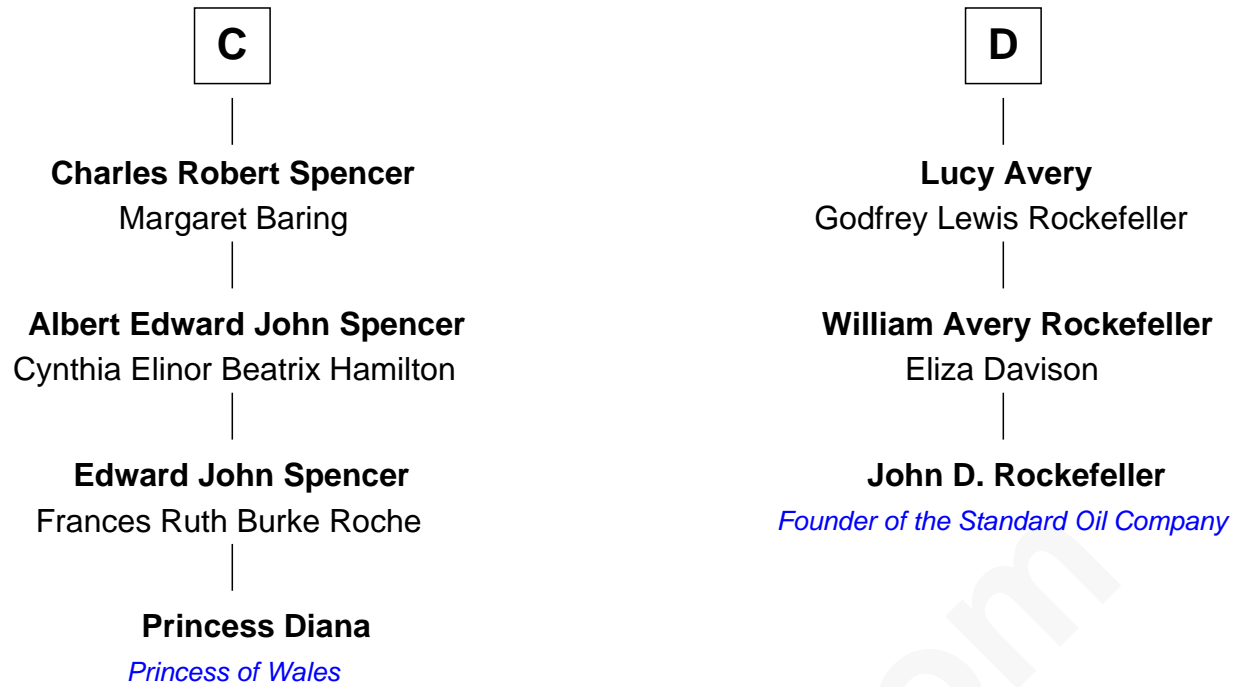 C
Charles Robert Spencer
Margaret Baring
Albert Edward John Spencer
Cynthia Elinor Beatrix Hamilton
Edward John Spencer
Frances Ruth Burke Roche
Princess Diana
Princess of Wales
D
Lucy Avery
Godfrey Lewis Rockefeller
William Avery Rockefeller
Eliza Davison
John D. Rockefeller
Founder of the Standard Oil Company
om